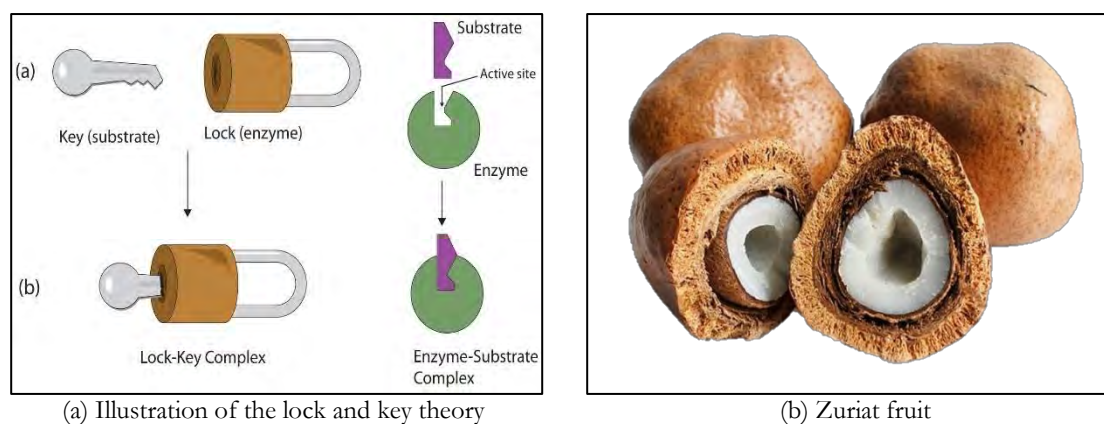 (a)
Key (substrate)
Lock (enzyme)
Substrate
Active site
Enzyme
(b)
Lock-Key Complex
Enzyme-Substrate
Complex
(a) Illustration of the lock and key theory
(b) Zuriat fruit